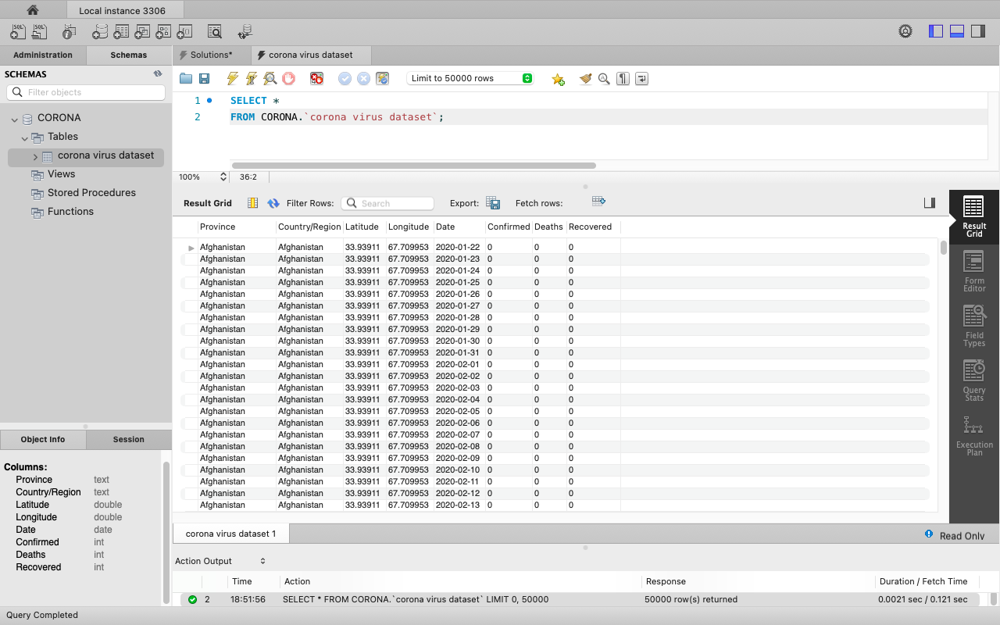 Local instance 3306
Administration Schemas Solutions* corona virus dataset
SCHEMAS
Filter objects
CORONA
Tables
corona virus dataset
Views
Stored Procedures
Functions
Limit to 50000 rows
1 SELECT *
2 FROM CORONA.`corona virus dataset`;
100% 36:2
Result Grid Filter Rows: Search Export: Fetch rows:
Province Country/Region Latitude Longitude Date Confirmed Deaths Recovered
Afghanistan Afghanistan 33.93911 67.709953 2020-01-22 0 0 0
Afghanistan Afghanistan 33.93911 67.709953 2020-01-23 0 0 0
Afghanistan Afghanistan 33.93911 67.709953 2020-01-24 0 0 0
Afghanistan Afghanistan 33.93911 67.709953 2020-01-25 0 0 0
Afghanistan Afghanistan 33.93911 67.709953 2020-01-26 0 0 0
Afghanistan Afghanistan 33.93911 67.709953 2020-01-27 0 0 0
Afghanistan Afghanistan 33.93911 67.709953 2020-01-28 0 0 0
Afghanistan Afghanistan 33.93911 67.709953 2020-01-29 0 0 0
Afghanistan Afghanistan 33.93911 67.709953 2020-01-30 0 0 0
Afghanistan Afghanistan 33.93911 67.709953 2020-01-31 0 0 0
Afghanistan Afghanistan 33.93911 67.709953 2020-02-01 0 0 0
Afghanistan Afghanistan 33.93911 67.709953 2020-02-02 0 0 0
Afghanistan Afghanistan 33.93911 67.709953 2020-02-03 0 0 0
Afghanistan Afghanistan 33.93911 67.709953 2020-02-04 0 0 0
Afghanistan Afghanistan 33.93911 67.709953 2020-02-05 0 0 0
Afghanistan Afghanistan 33.93911 67.709953 2020-02-06 0 0 0
Afghanistan Afghanistan 33.93911 67.709953 2020-02-07 0 0 0
Afghanistan Afghanistan 33.93911 67.709953 2020-02-08 0 0 0
Afghanistan Afghanistan 33.93911 67.709953 2020-02-09 0 0 0
Afghanistan Afghanistan 33.93911 67.709953 2020-02-10 0 0 0
Afghanistan Afghanistan 33.93911 67.709953 2020-02-11 0 0 0
Afghanistan Afghanistan 33.93911 67.709953 2020-02-12 0 0 0
Afghanistan Afghanistan 33.93911 67.709953 2020-02-13 0 0 0
Result
Grid
Form
Editor
Field
Types
Query
Stats
Execution
Plan
Object Info Session
Columns:
Province text
Country/Region text
Latitude double
Longitude double
Date date
Confirmed int
Deaths int
Recovered int
corona virus dataset 1 Read Only
Action Output
Time Action Response Duration / Fetch Time
2 18:51:56 SELECT * FROM CORONA.`corona virus dataset` LIMIT 0, 50000 50000 row(s) returned 0.0021 sec / 0.121 sec
Query Completed